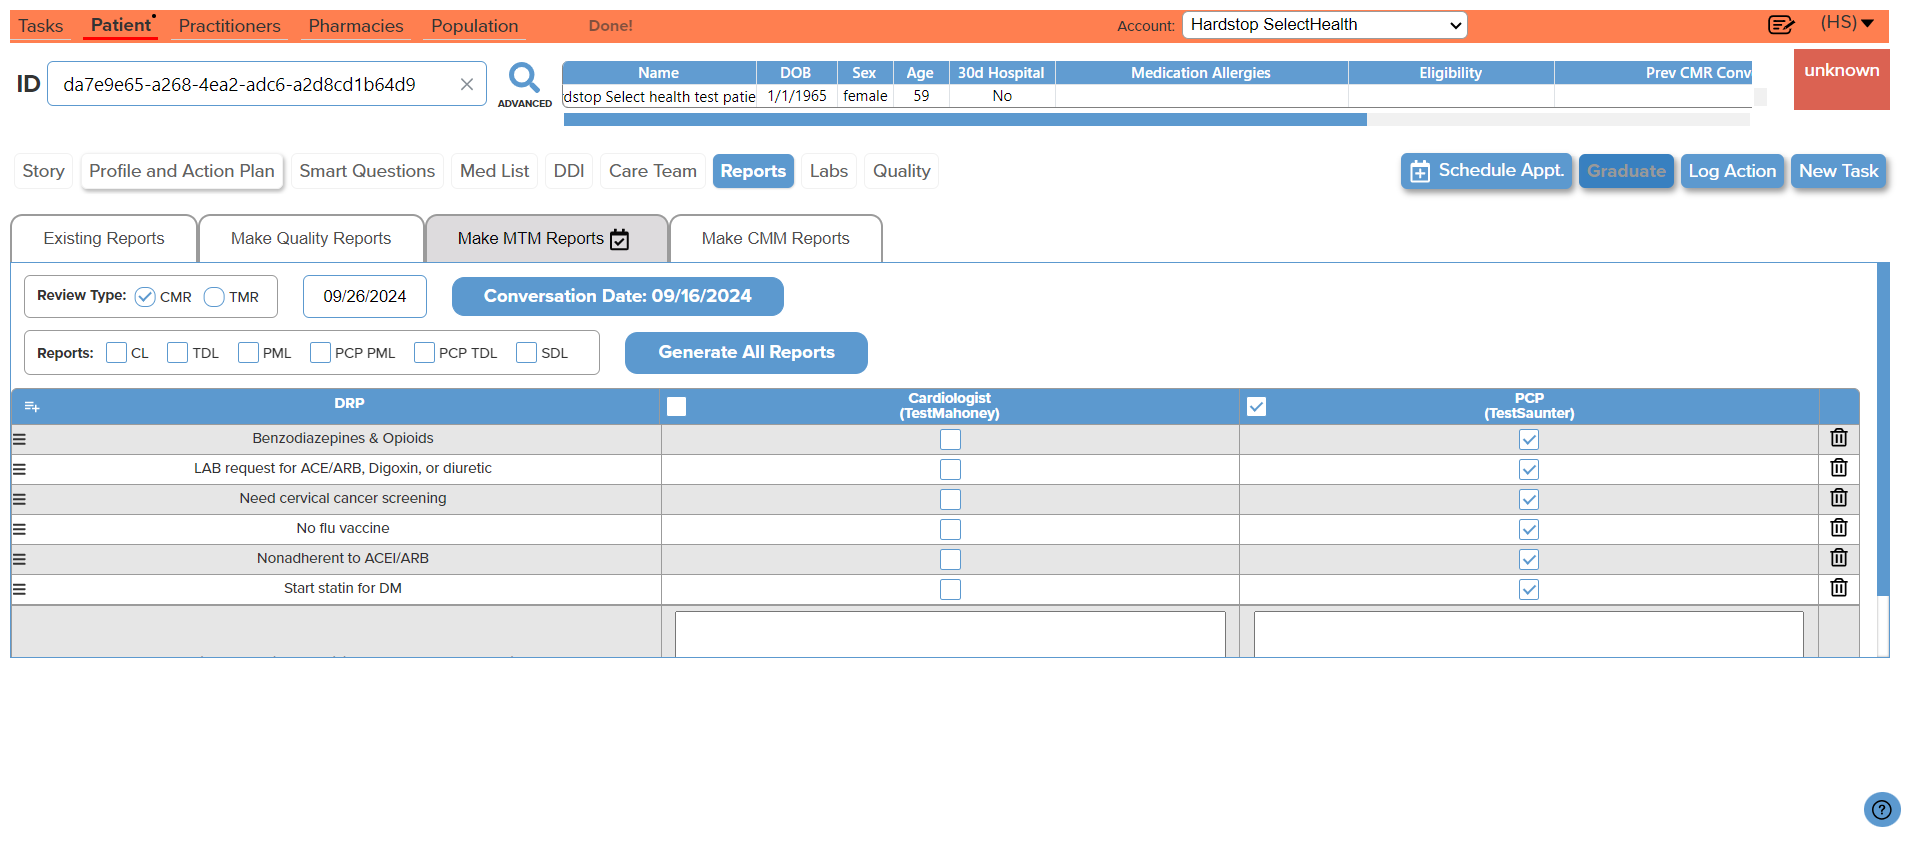 Tasks Patient Practitioners Pharmacies Population Done! Account: Hardstop SelectHealth (HS)
ID da7e9e65-a268-4ea2-adc6-a2d8cd1b64d9 ADVANCED
Name DOB Sex Age 30d Hospital Medication Allergies Eligibility Prev CMR Conv
dstop Select health test patie 1/1/1965 female 59 No
unknown
Story Profile and Action Plan Smart Questions Med List DDI Care Team Reports Labs Quality Schedule Appt. Graduate Log Action New Task
Existing Reports Make Quality Reports Make MTM Reports Make CMM Reports
Review Type: CMR TMR 09/26/2024 Conversation Date: 09/16/2024
Reports: CL TDL PML PCP PML PCP TDL SDL Generate All Reports
DRP Cardiologist PCP
(TestMahoney) (TestSaunter)
Benzodiazepines & Opioids
LAB request for ACE/ARB, Digoxin, or diuretic
Need cervical cancer screening
No flu vaccine
Nonadherent to ACEI/ARB
Start statin for DM